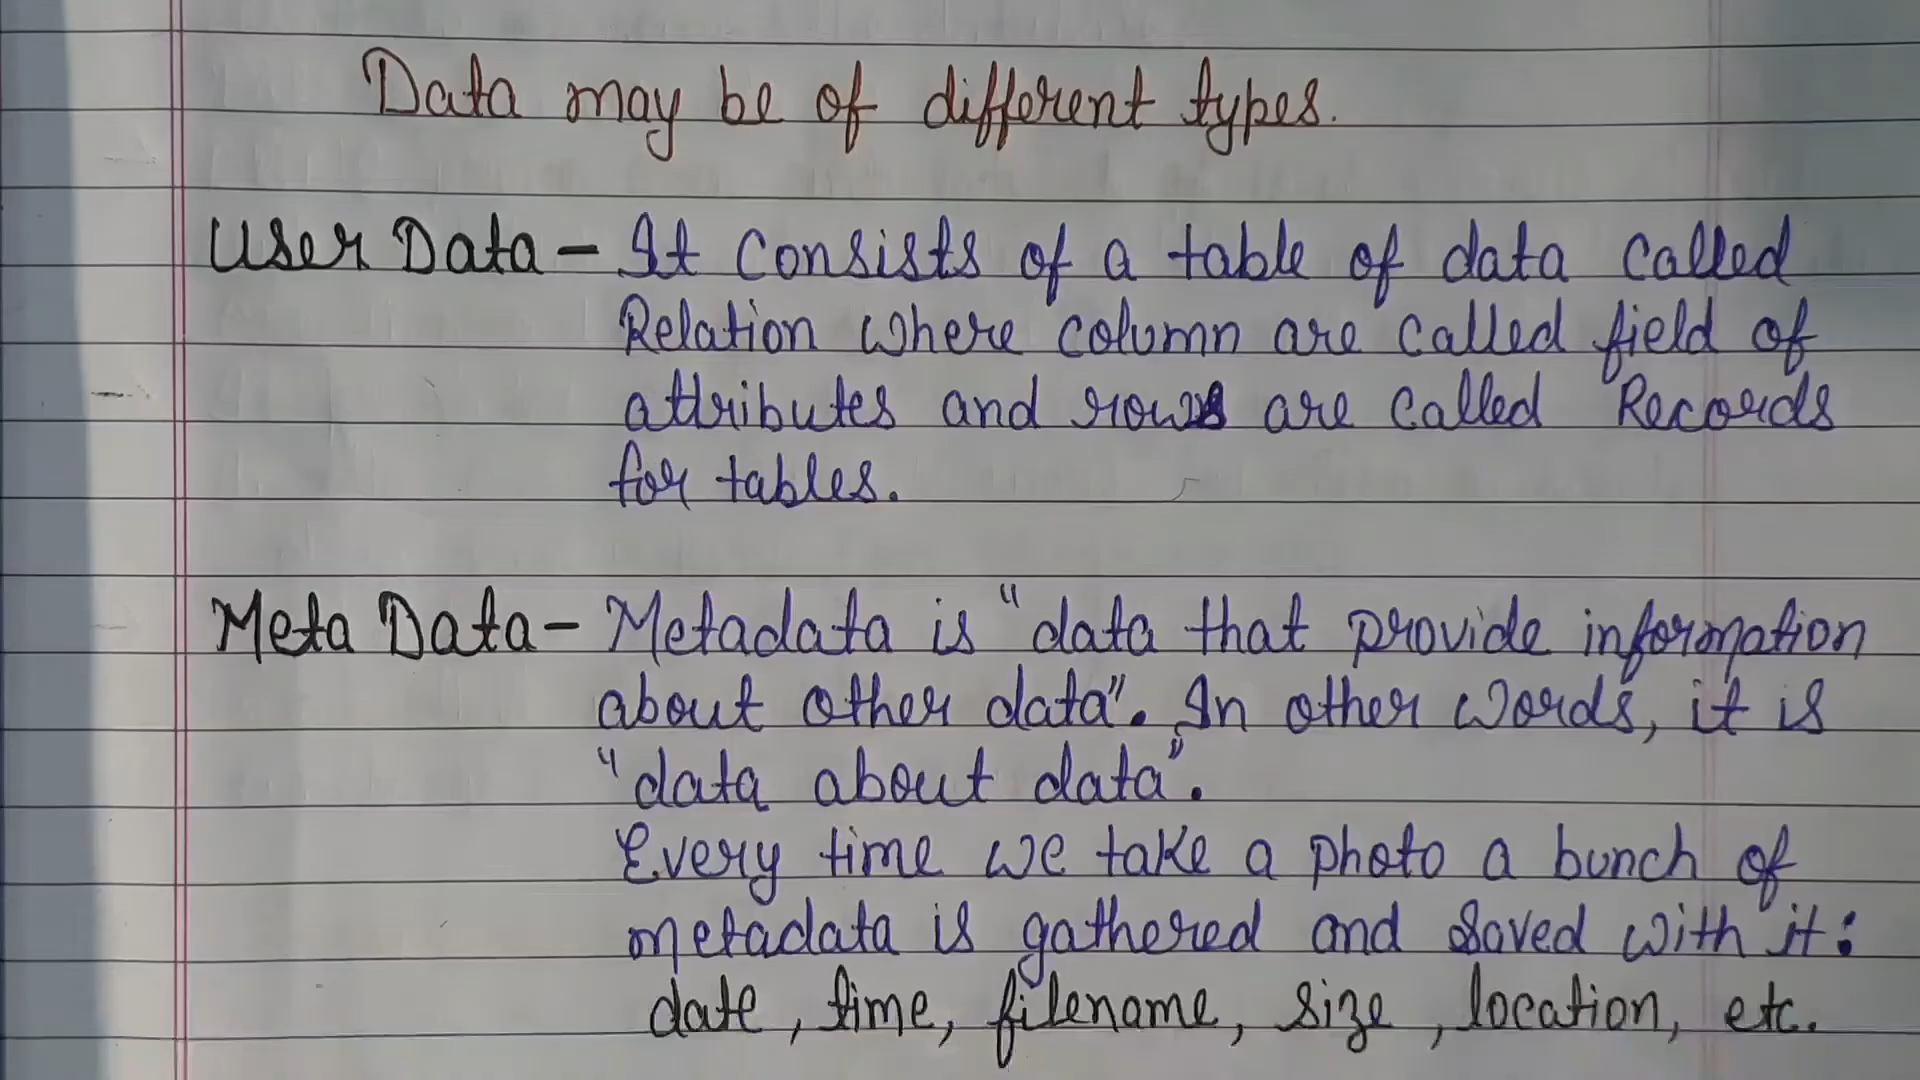 Data may be of different types.
User Data - It consists of a table of data called
Relation where column are called field of
attributes and rows are called Records
for tables.
Meta Data - Metadata is "data that provide information
about other data". In other words, it is
"data about data".
Every time we take a photo a bunch of
metadata is gathered and saved with it:
date, time, filename, size, location, etc.